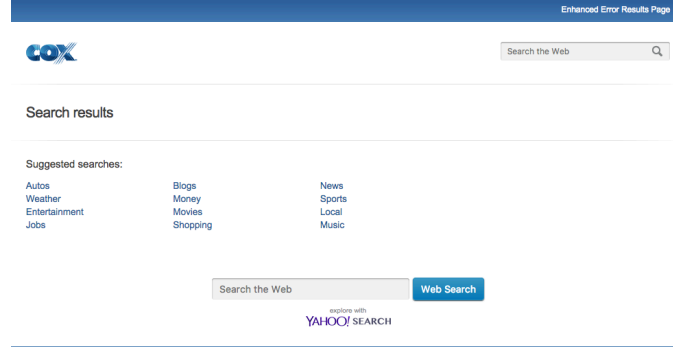 Enhanced Error Results Page
COX
Search the Web
Search results
Suggested searches:
Autos Blogs News
Weather Money Sports
Entertainment Movies Local
Jobs Shopping Music
Search the Web Web Search
explore with
YAHOO! SEARCH